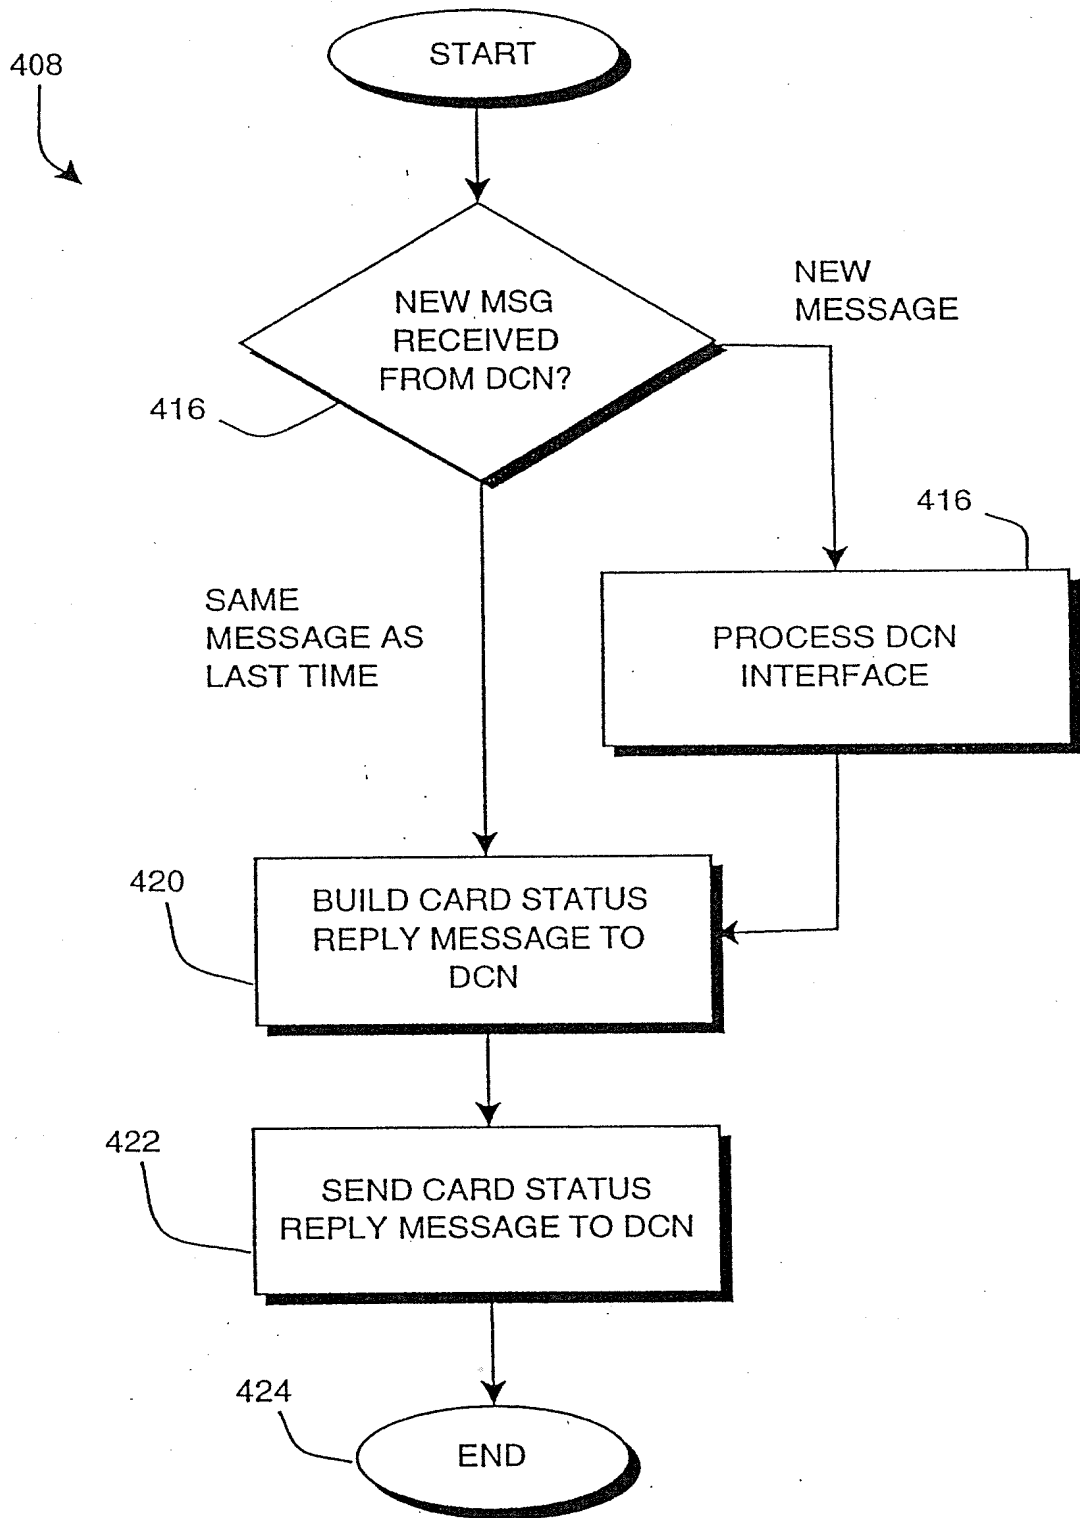 START
408
NEW
MESSAGE
NEW MSG
RECEIVED
FROM DCN?
416
416
SAME
MESSAGE AS
LAST TIME
PROCESS DCN
INTERFACE
420
BUILD CARD STATUS
REPLY MESSAGE TO
DCN
422
SEND CARD STATUS
REPLY MESSAGE TO DCN
424
END